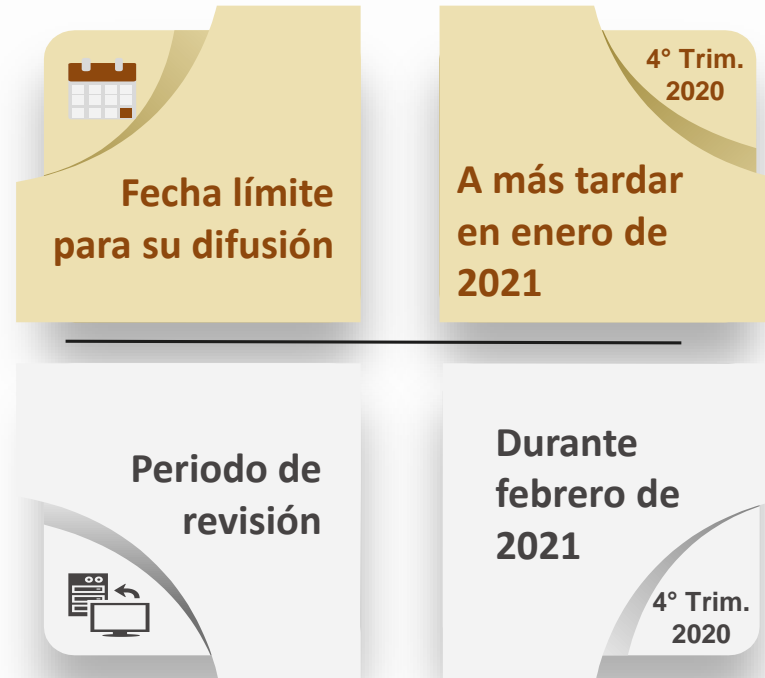 Fecha límite
para su difusión
4° Trim.
2020
A más tardar
en enero de
2021
Periodo de
revisión
Durante
febrero de
2021
4° Trim.
2020